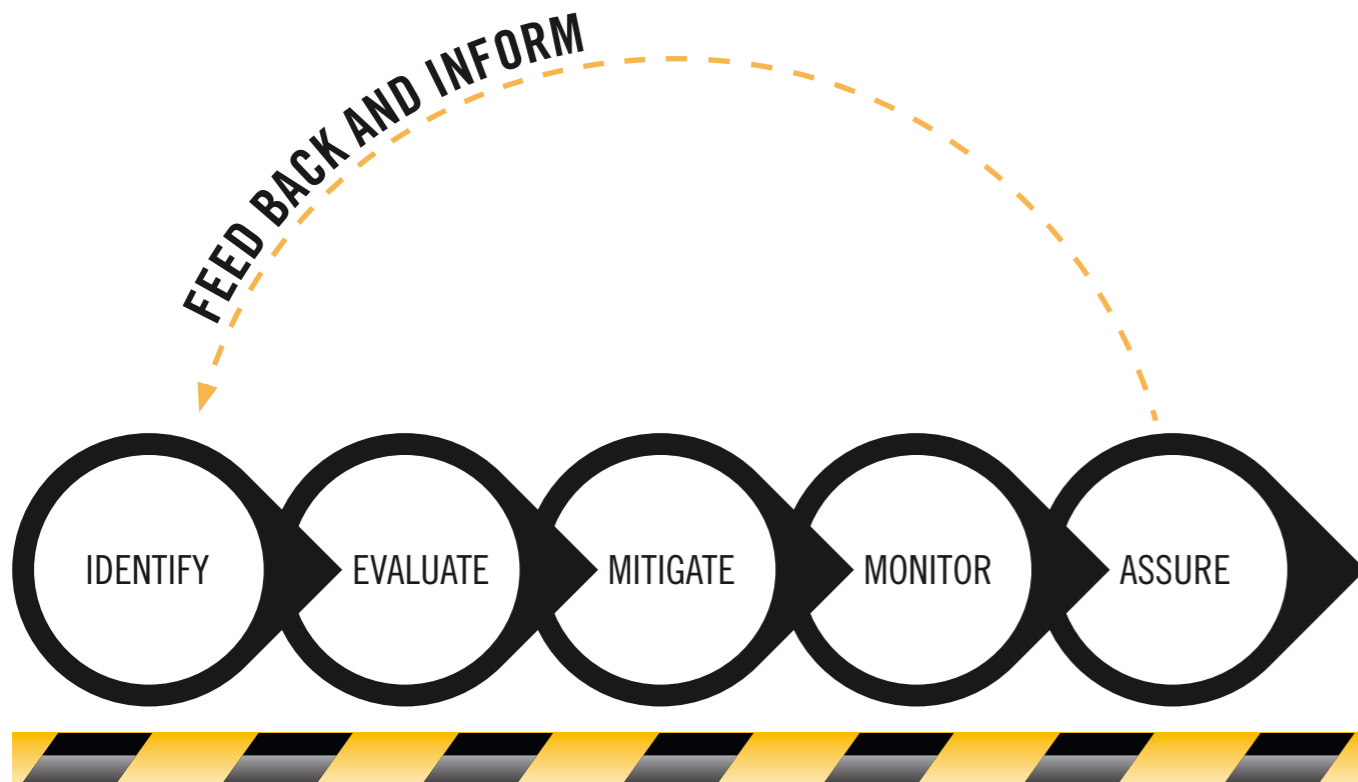 FEED BACK AND INFORM
IDENTIFY
EVALUATE
MITIGATE
MONITOR
ASSURE